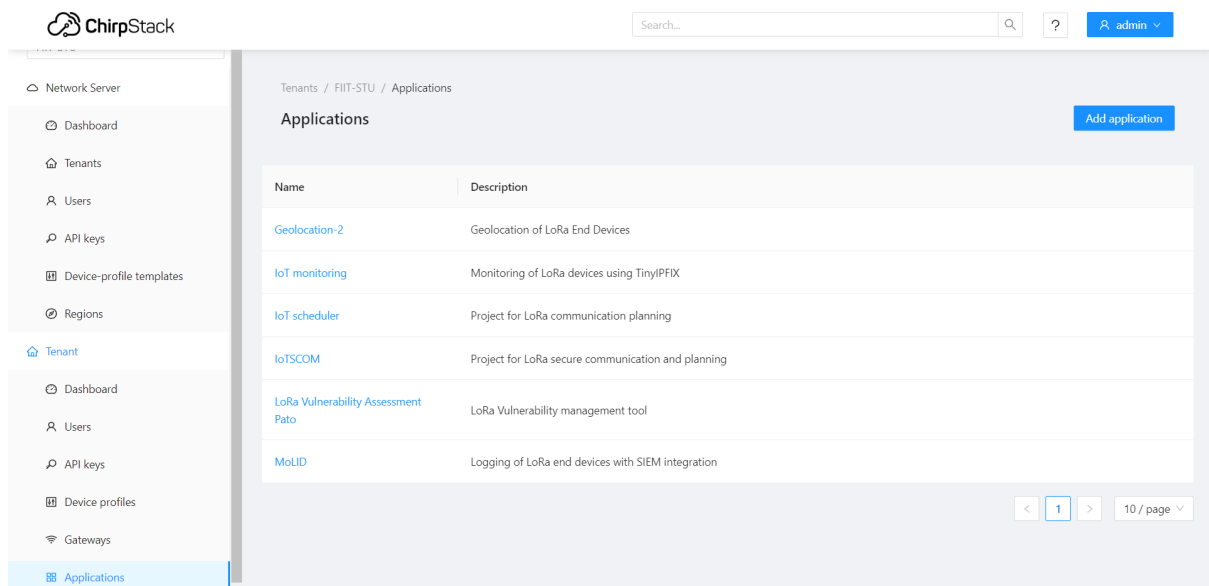 ChirpStack
Search...
?
admin
Network Server
Dashboard
Tenants
Users
API keys
Device-profile templates
Regions
Tenant
Dashboard
Users
API keys
Device profiles
Gateways
Applications
Tenants / FIIT-STU / Applications
Applications
Add application
Name Description
Geolocation-2 Geolocation of LoRa End Devices
IoT monitoring Monitoring of LoRa devices using TinyIPFIX
IoT scheduler Project for LoRa communication planning
IoTSCOM Project for LoRa secure communication and planning
LoRa Vulnerability Assessment
Pato
LoRa Vulnerability management tool
MoLID Logging of LoRa end devices with SIEM integration
< 1 > 10 / page